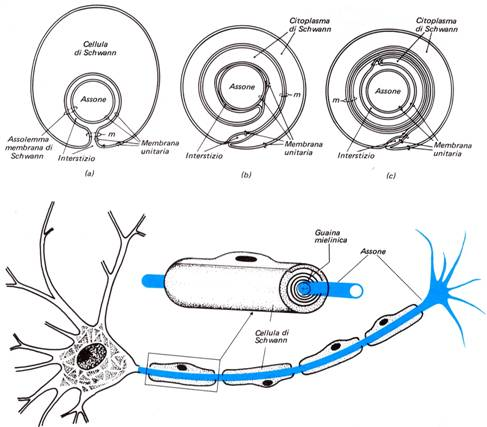 Cellula
di Schwann
Assone
Assolemma
membrana di
Schwann
m
Interstizio
Membrana
unitaria
(a)
Citoplasma
di Schwann
Assone
m
Interstizio
Membrana
unitaria
(b)
Citoplasma
di Schwann
m
Assone
Interstizio
Membrana
unitaria
(c)
Guaina
mielinica
Assone
Cellula di
Schwann